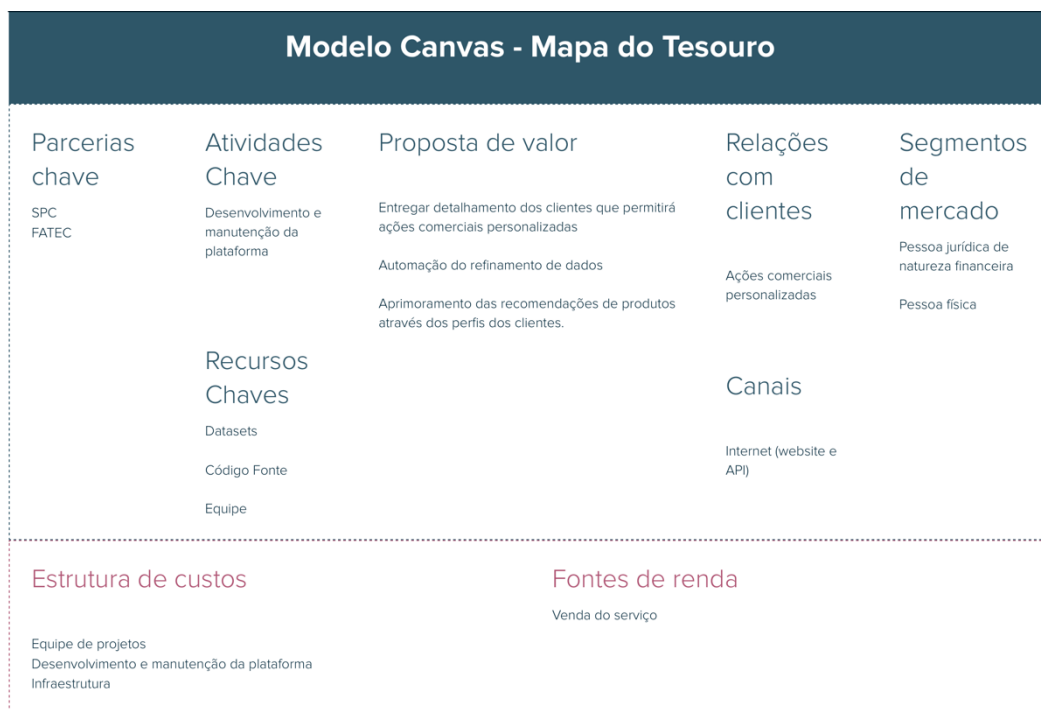 Modelo Canvas - Mapa do Tesouro
Parcerias
chave
SPC
FATEC
Atividades
Chave
Desenvolvimento e
manutenção da
plataforma
Recursos
Chaves
Datasets
Código Fonte
Equipe
Proposta de valor
Entregar detalhamento dos clientes que permitirá
ações comerciais personalizadas
Automação do refinamento de dados
Aprimoramento das recomendações de produtos
através dos perfis dos clientes.
Relações
com
clientes
Ações comerciais
personalizadas
Canais
Internet (website e
API)
Segmentos
de
mercado
Pessoa jurídica de
natureza financeira
Pessoa física
Estrutura de custos
Equipe de projetos
Desenvolvimento e manutenção da plataforma
Infraestrutura
Fontes de renda
Venda do serviço